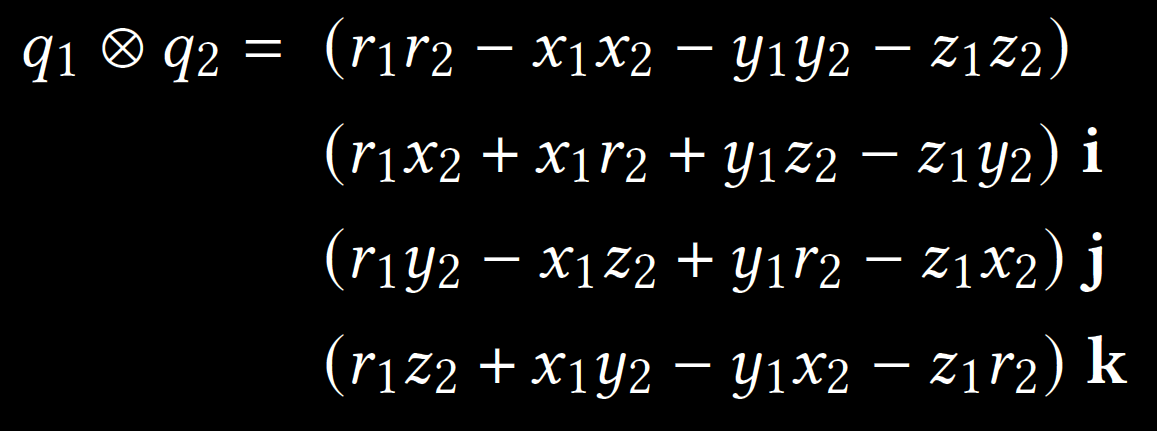 q₁ ⊗ q₂ = (r₁r₂ − x₁x₂ − y₁y₂ − z₁z₂)
(r₁x₂ + x₁r₂ + y₁z₂ − z₁y₂) i
(r₁y₂ − x₁z₂ + y₁r₂ − z₁x₂) j
(r₁z₂ + x₁y₂ − y₁x₂ − z₁r₂) k